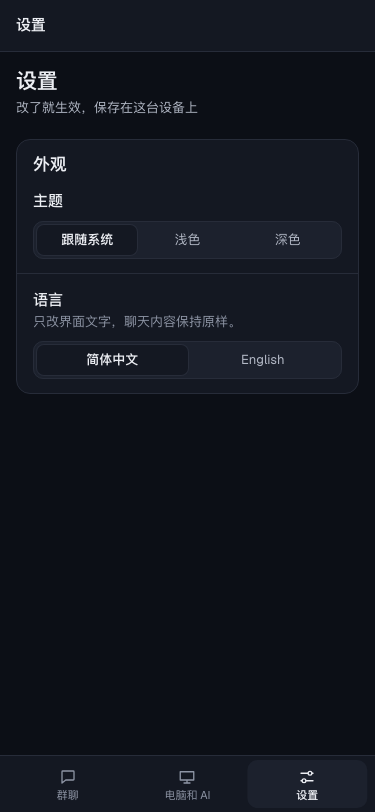 设置
设置
改了就生效，保存在这台设备上
外观
主题
跟随系统 浅色 深色
语言
只改界面文字，聊天内容保持原样。
简体中文 English
群聊 电脑和 AI 设置